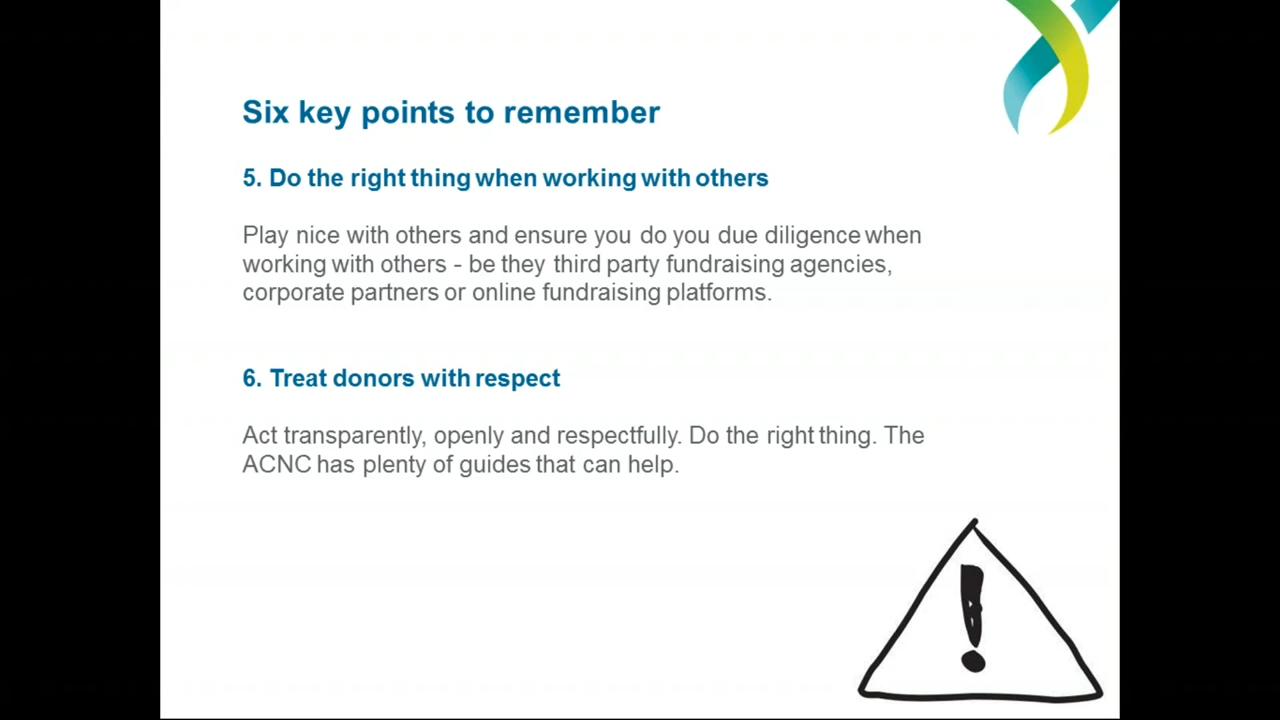 Six key points to remember
5. Do the right thing when working with others
Play nice with others and ensure you do you due diligence when
working with others - be they third party fundraising agencies,
corporate partners or online fundraising platforms.
6. Treat donors with respect
Act transparently, openly and respectfully. Do the right thing. The
ACNC has plenty of guides that can help.
!